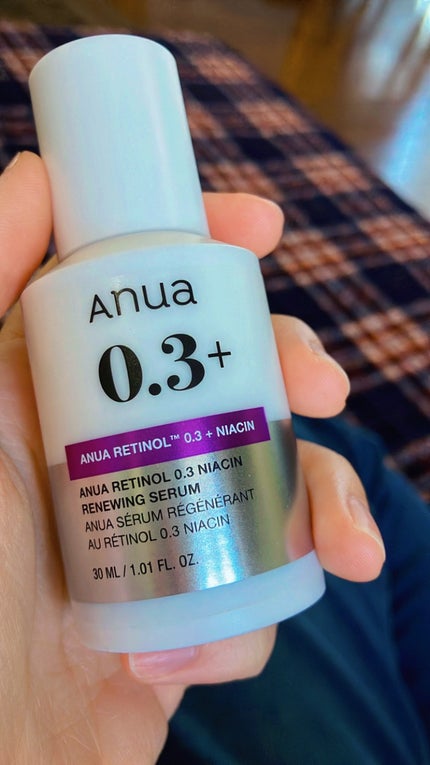 Anua
0.3+
ANUA RETINOL™ 0.3 + NIACIN
ANUA RETINOL 0.3 NIACIN
RENEWING SERUM
ANUA SÉRUM RÉGÉNÉRANT
AU RÉTINOL 0.3 NIACIN
30 ML / 1.01 FL. OZ.